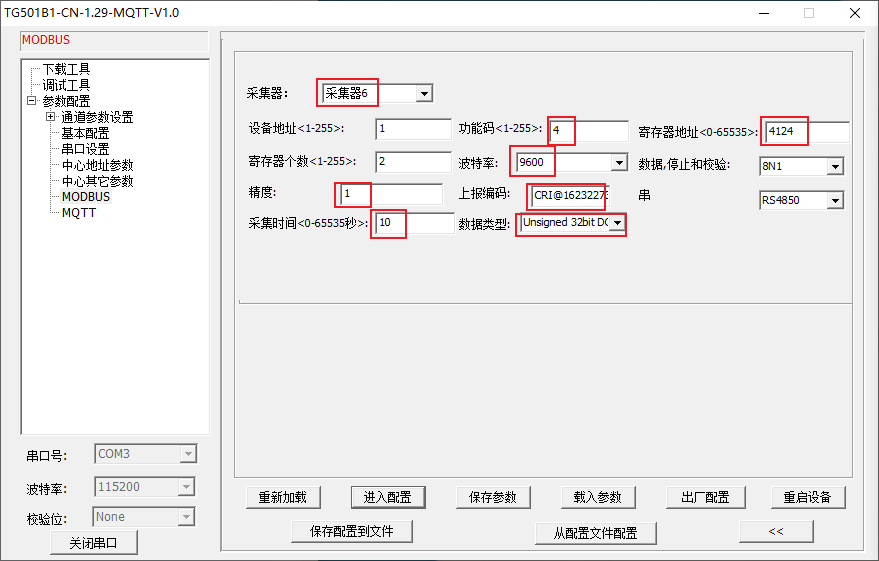 TG501B1-CN-1.29-MQTT-V1.0
MODBUS
下载工具
调试工具
参数配置
通道参数设置
基本配置
串口设置
中心地址参数
中心其它参数
MODBUS
MQTT
串口号: COM3
波特率: 115200
校验位: None
关闭串口
采集器: 采集器6
设备地址<1-255>: 1 功能码<1-255>: 4 寄存器地址<0-65535>: 4124
寄存器个数<1-255>: 2 波特率: 9600 数据,停止和校验: 8N1
精度: 1 上报编码: CRI@1623227 串 RS4850
采集时间<0-65535秒>: 10 数据类型: Unsigned 32bit DC
重新加载 进入配置 保存参数 载入参数 出厂配置 重启设备
保存配置到文件 从配置文件配置 <<